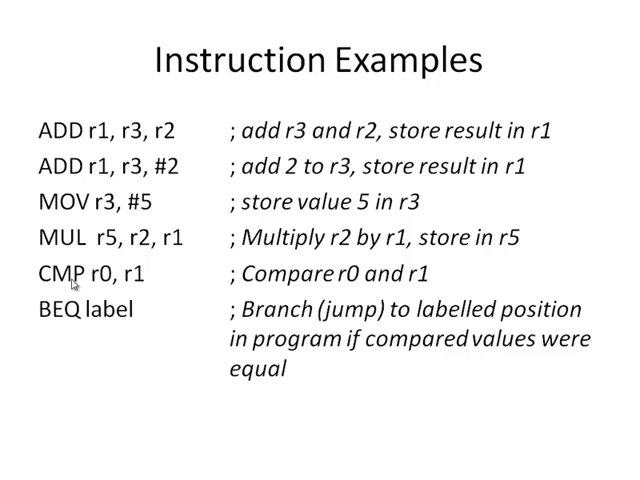 Instruction Examples
ADD r1, r3, r2 ; add r3 and r2, store result in r1
ADD r1, r3, #2 ; add 2 to r3, store result in r1
MOV r3, #5 ; store value 5 in r3
MUL r5, r2, r1 ; Multiply r2 by r1, store in r5
CMP r0, r1 ; Compare r0 and r1
BEQ label ; Branch (jump) to labelled position
in program if compared values were
equal